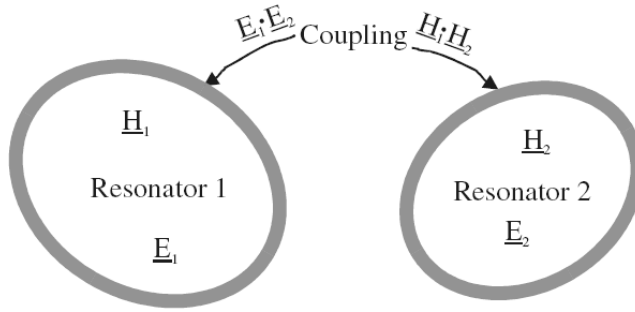 E₁·E₂ Coupling H₁·H₂
H₁
Resonator 1
E₁
H₂
Resonator 2
E₂